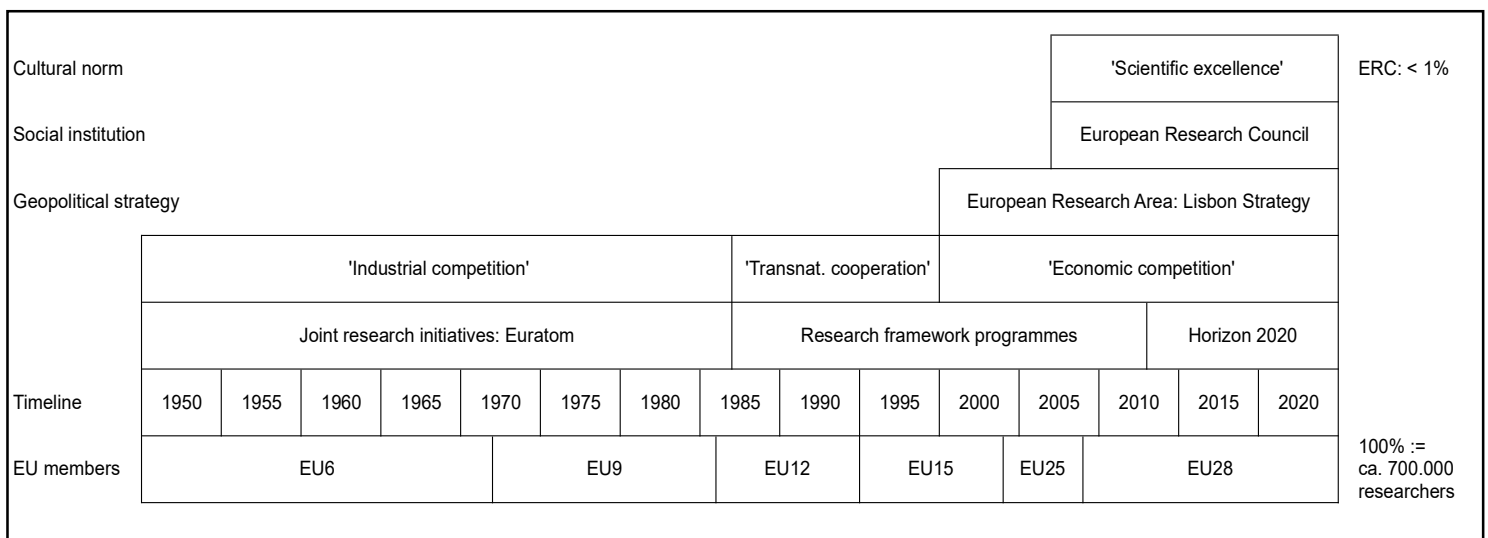 Cultural norm 'Scientific excellence' ERC: < 1%
Social institution European Research Council
Geopolitical strategy European Research Area: Lisbon Strategy
'Industrial competition' 'Transnat. cooperation' 'Economic competition'
Joint research initiatives: Euratom Research framework programmes Horizon 2020
Timeline 1950 1955 1960 1965 1970 1975 1980 1985 1990 1995 2000 2005 2010 2015 2020
EU members EU6 EU9 EU12 EU15 EU25 EU28
100% :=
ca. 700.000
researchers